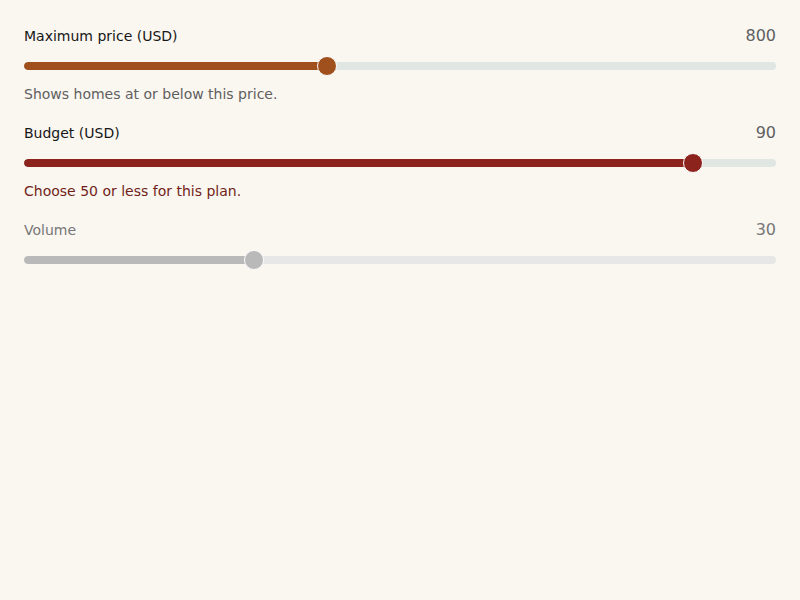 Maximum price (USD) 800
Shows homes at or below this price.
Budget (USD) 90
Choose 50 or less for this plan.
Volume 30